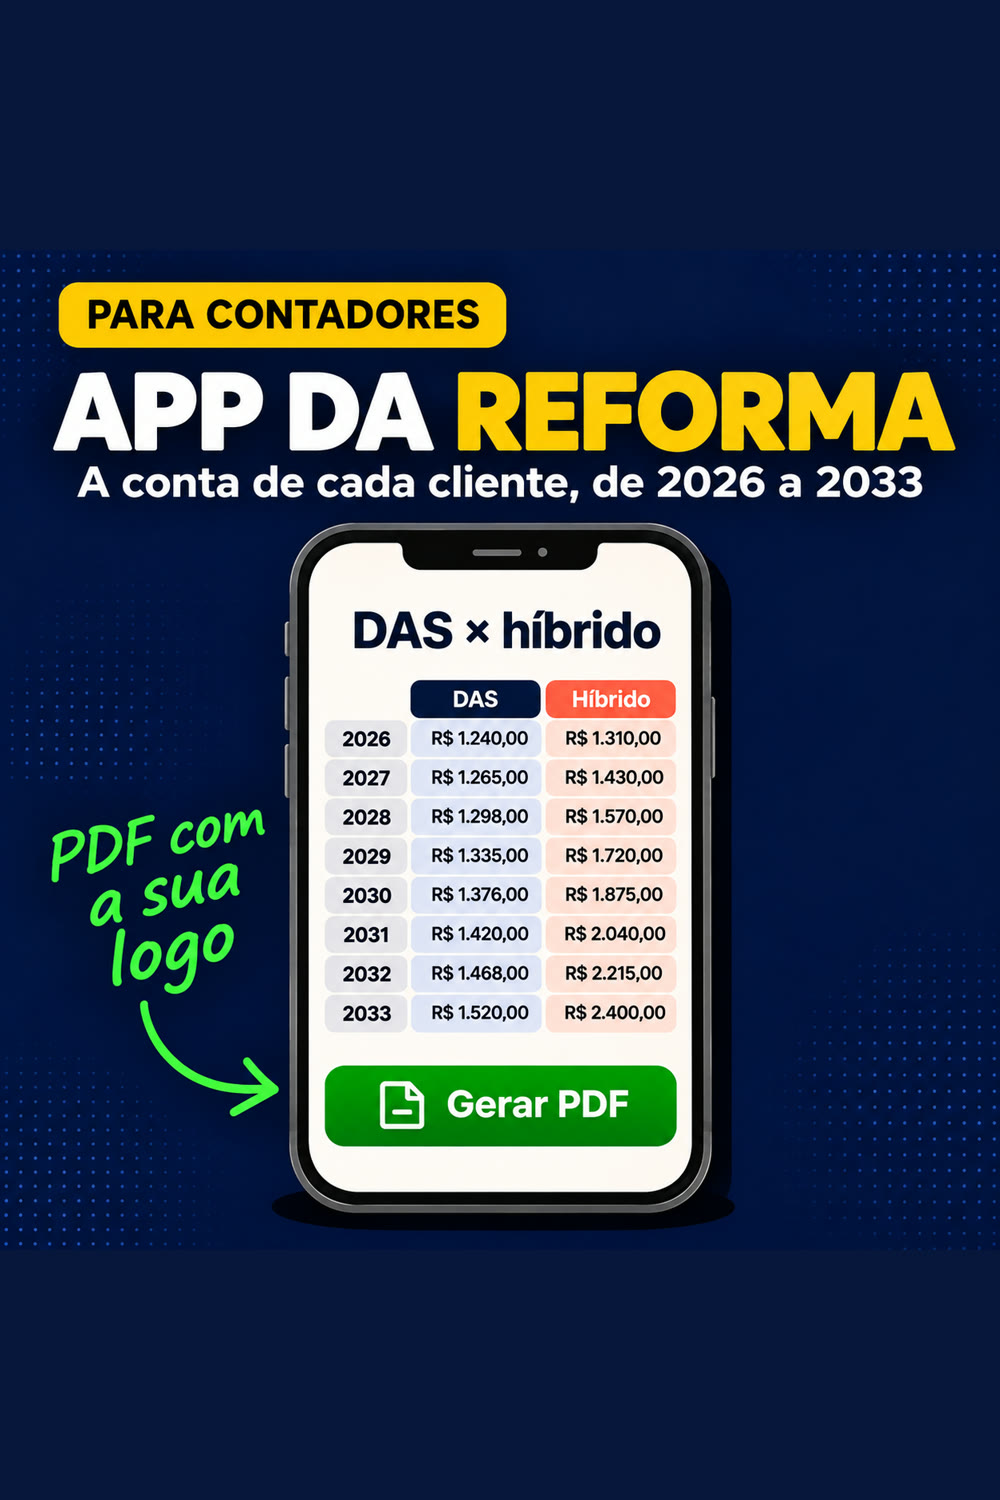 PARA CONTADORES
APP DA REFORMA
A conta de cada cliente, de 2026 a 2033
DAS × híbrido
DAS Híbrido
2026 R$ 1.240,00 R$ 1.310,00
2027 R$ 1.265,00 R$ 1.430,00
2028 R$ 1.298,00 R$ 1.570,00
2029 R$ 1.335,00 R$ 1.720,00
2030 R$ 1.376,00 R$ 1.875,00
2031 R$ 1.420,00 R$ 2.040,00
2032 R$ 1.468,00 R$ 2.215,00
2033 R$ 1.520,00 R$ 2.400,00
PDF com
a sua
logo
Gerar PDF